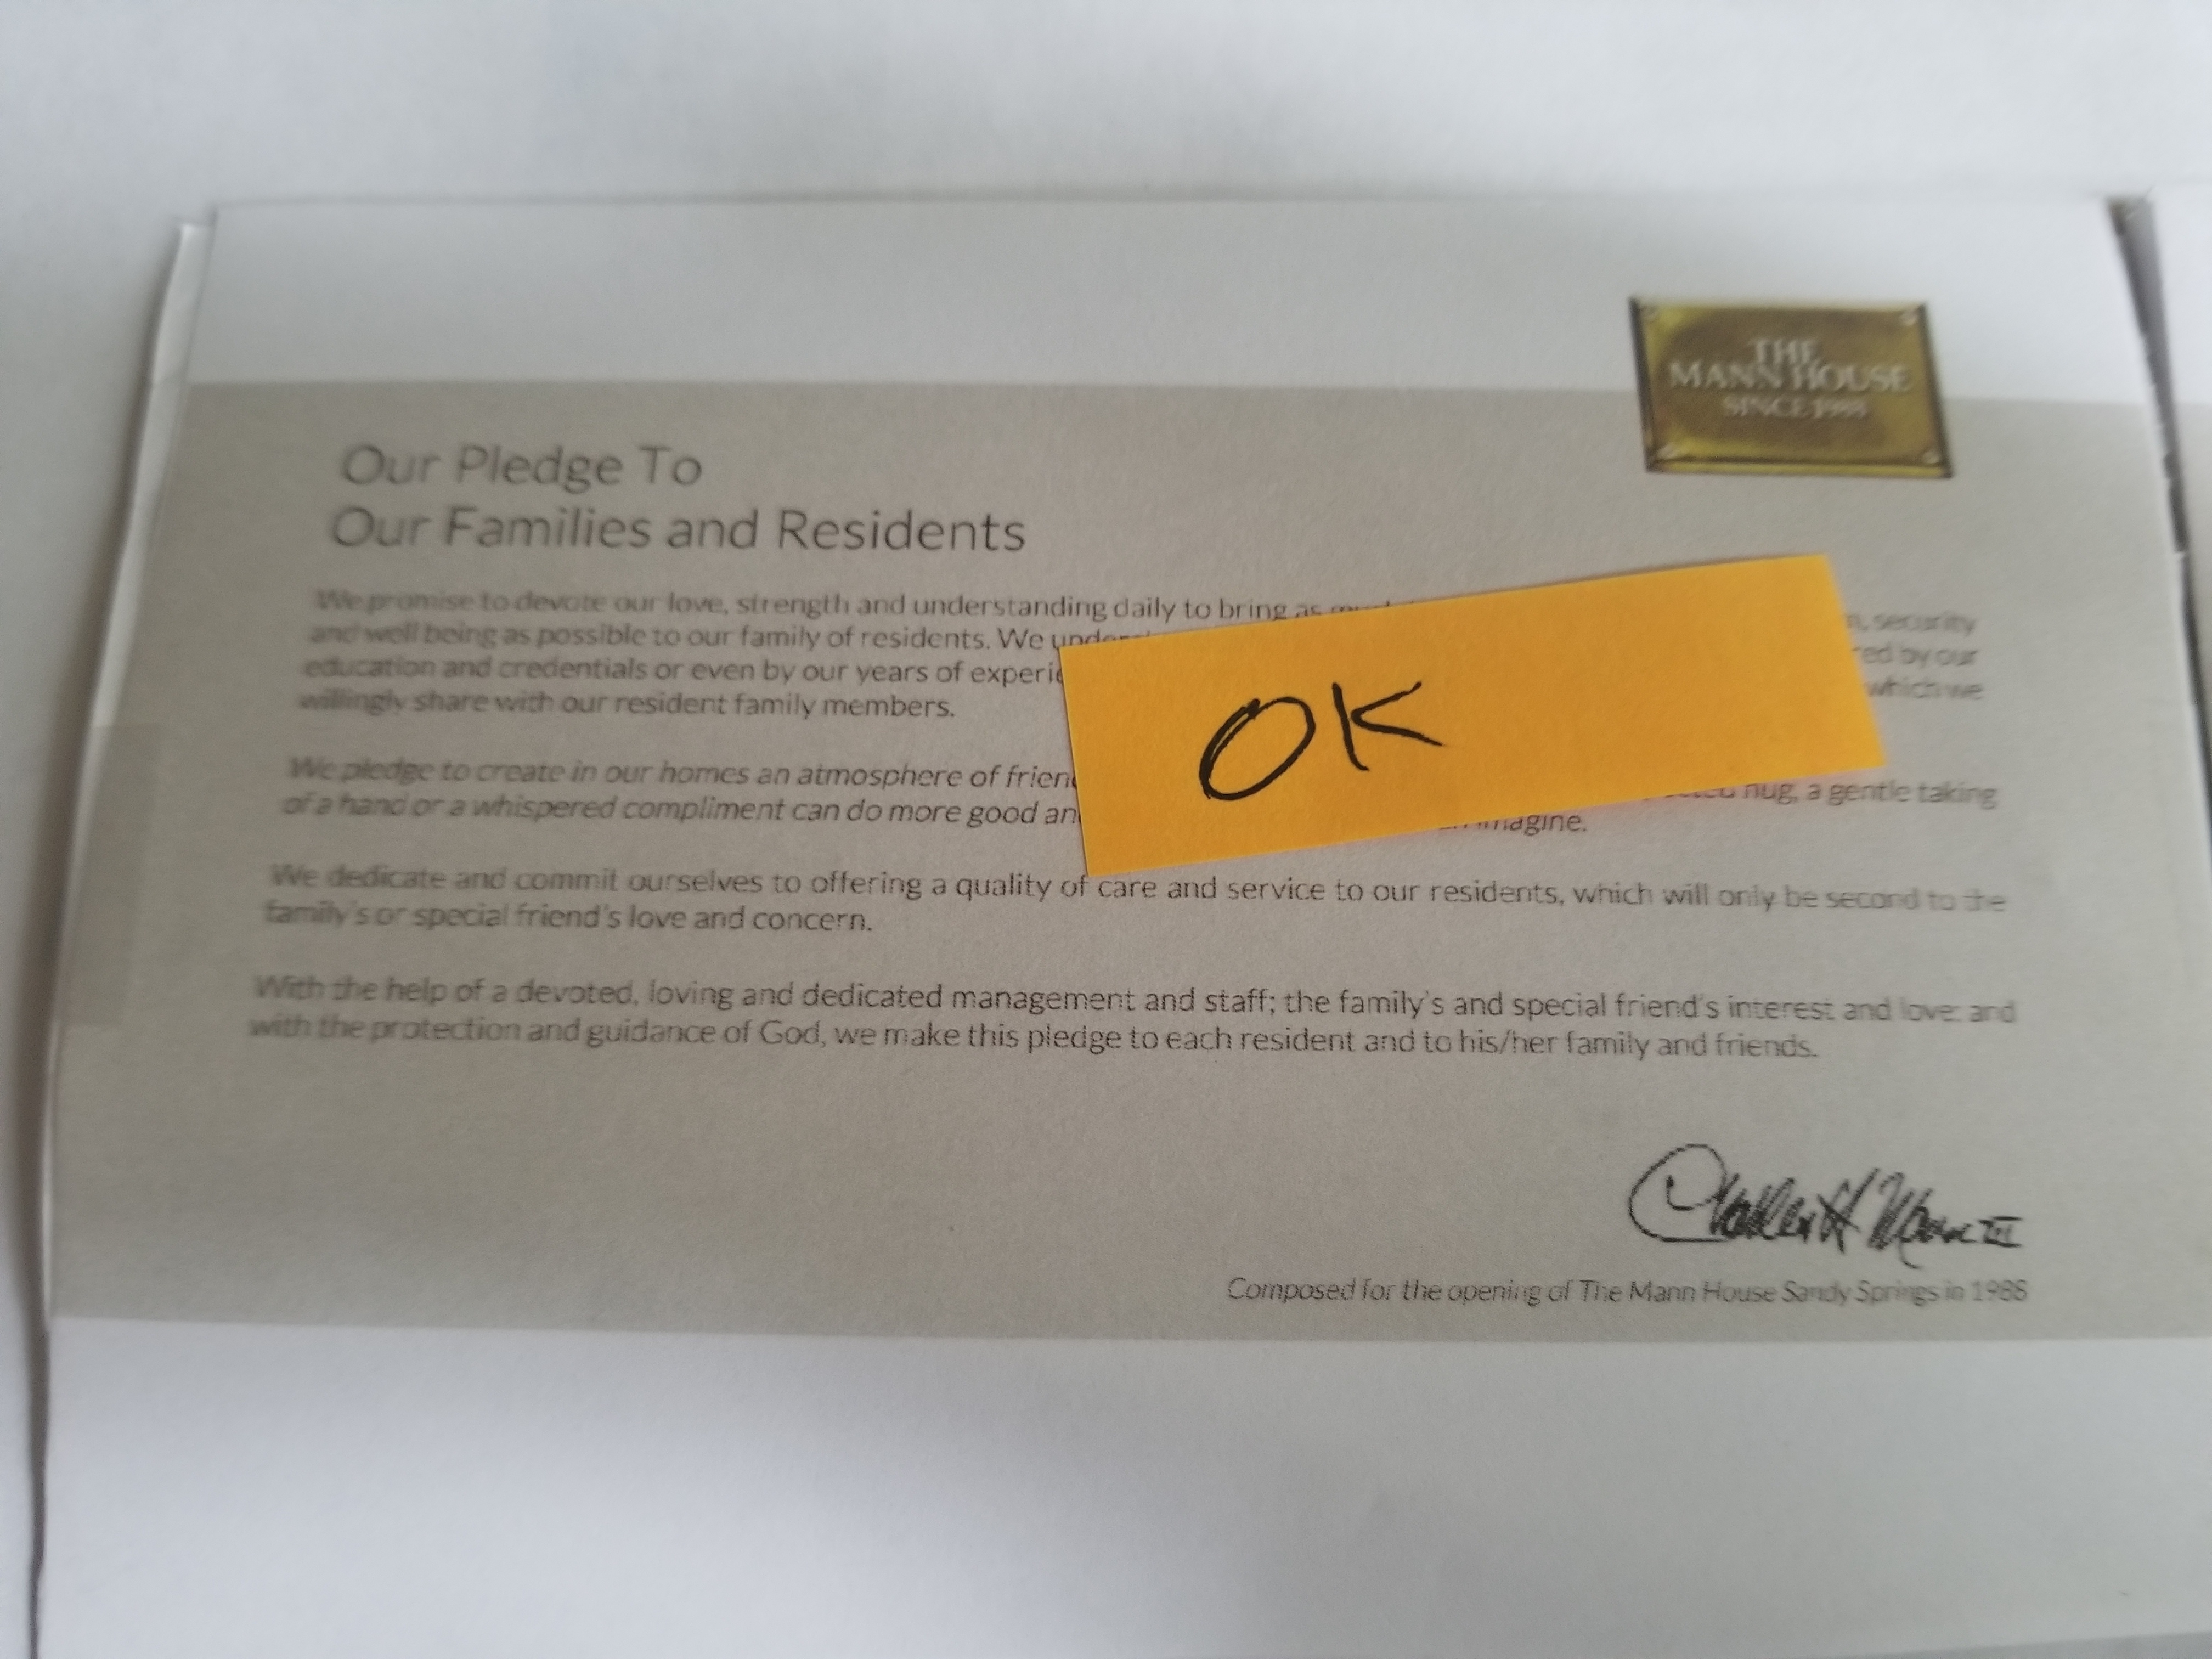 THE
MANN HOUSE
SINCE 1988
Our Pledge To
Our Families and Residents
We promise to devote our love, strength and understanding daily to bring as security
and well being as possible to our family of residents. We by our
education and credentials or even by our years of which we
willingly share with our resident family members.
OK
We pledge to create in our homes an atmosphere of hug, a gentle taking
of a hand or a whispered compliment can do more good imagine.
We dedicate and commit ourselves to offering a quality of care and service to our residents, which will only be second to the
family's or special friend's love and concern.
With the help of a devoted, loving and dedicated management and staff; the family's and special friend's interest and love; and
with the protection and guidance of God, we make this pledge to each resident and to his/her family and friends.
Charles H Mann III
Composed for the opening of The Mann House Sandy Springs in 1988